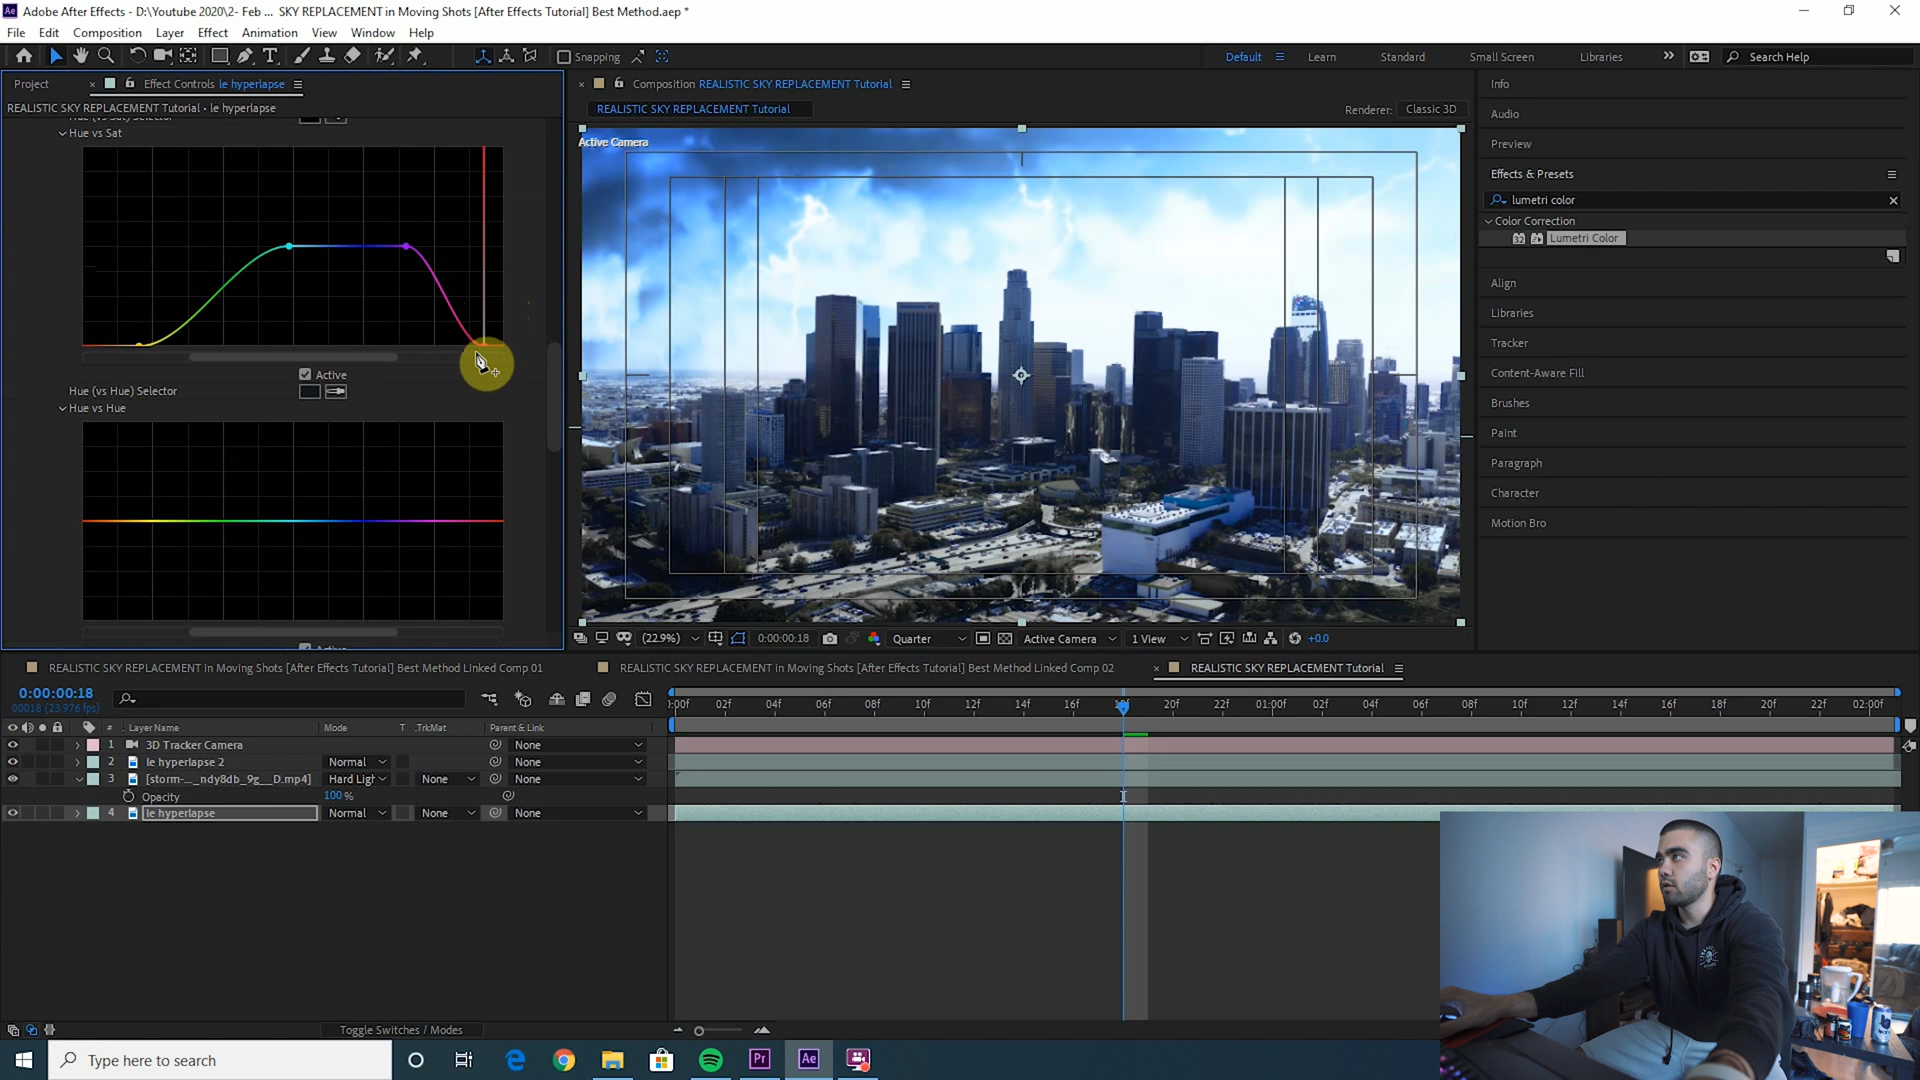 Adobe After Effects - D:\Youtube 2020\2- Feb ... SKY REPLACEMENT in Moving Shots [After Effects Tutorial] Best Method.aep *
File Edit Composition Layer Effect Animation View Window Help
Snapping
Default Learn Standard Small Screen Libraries Search Help
Project Effect Controls le hyperlapse
REALISTIC SKY REPLACEMENT Tutorial • le hyperlapse
Hue (vs Sat) Selector
Hue vs Sat
Active
Hue (vs Hue) Selector
Hue vs Hue
Active
Composition REALISTIC SKY REPLACEMENT Tutorial
REALISTIC SKY REPLACEMENT Tutorial
Renderer: Classic 3D
Active Camera
(22.9%) 0:00:00:18 Quarter Active Camera 1 View +0.0
Info
Audio
Preview
Effects & Presets
lumetri color
Color Correction
32 Lumetri Color
Align
Libraries
Tracker
Content-Aware Fill
Brushes
Paint
Paragraph
Character
Motion Bro
REALISTIC SKY REPLACEMENT in Moving Shots [After Effects Tutorial] Best Method Linked Comp 01
REALISTIC SKY REPLACEMENT in Moving Shots [After Effects Tutorial] Best Method Linked Comp 02
REALISTIC SKY REPLACEMENT Tutorial
0:00:00:18
00018 (23.976 fps)
:00f 02f 04f 06f 08f 10f 12f 14f 16f 18f 20f 22f 01:00f 02f 04f 06f 08f 10f 12f 14f 16f 18f 20f 22f 02:00f
# Layer Name Mode T .TrkMat Parent & Link
1 3D Tracker Camera None
2 le hyperlapse 2 Normal None
3 [storm-..._ndy8db_9g__D.mp4] Hard Ligh None None
Opacity 100 %
4 le hyperlapse Normal None None
Toggle Switches / Modes
Type here to search
Pr
Ae